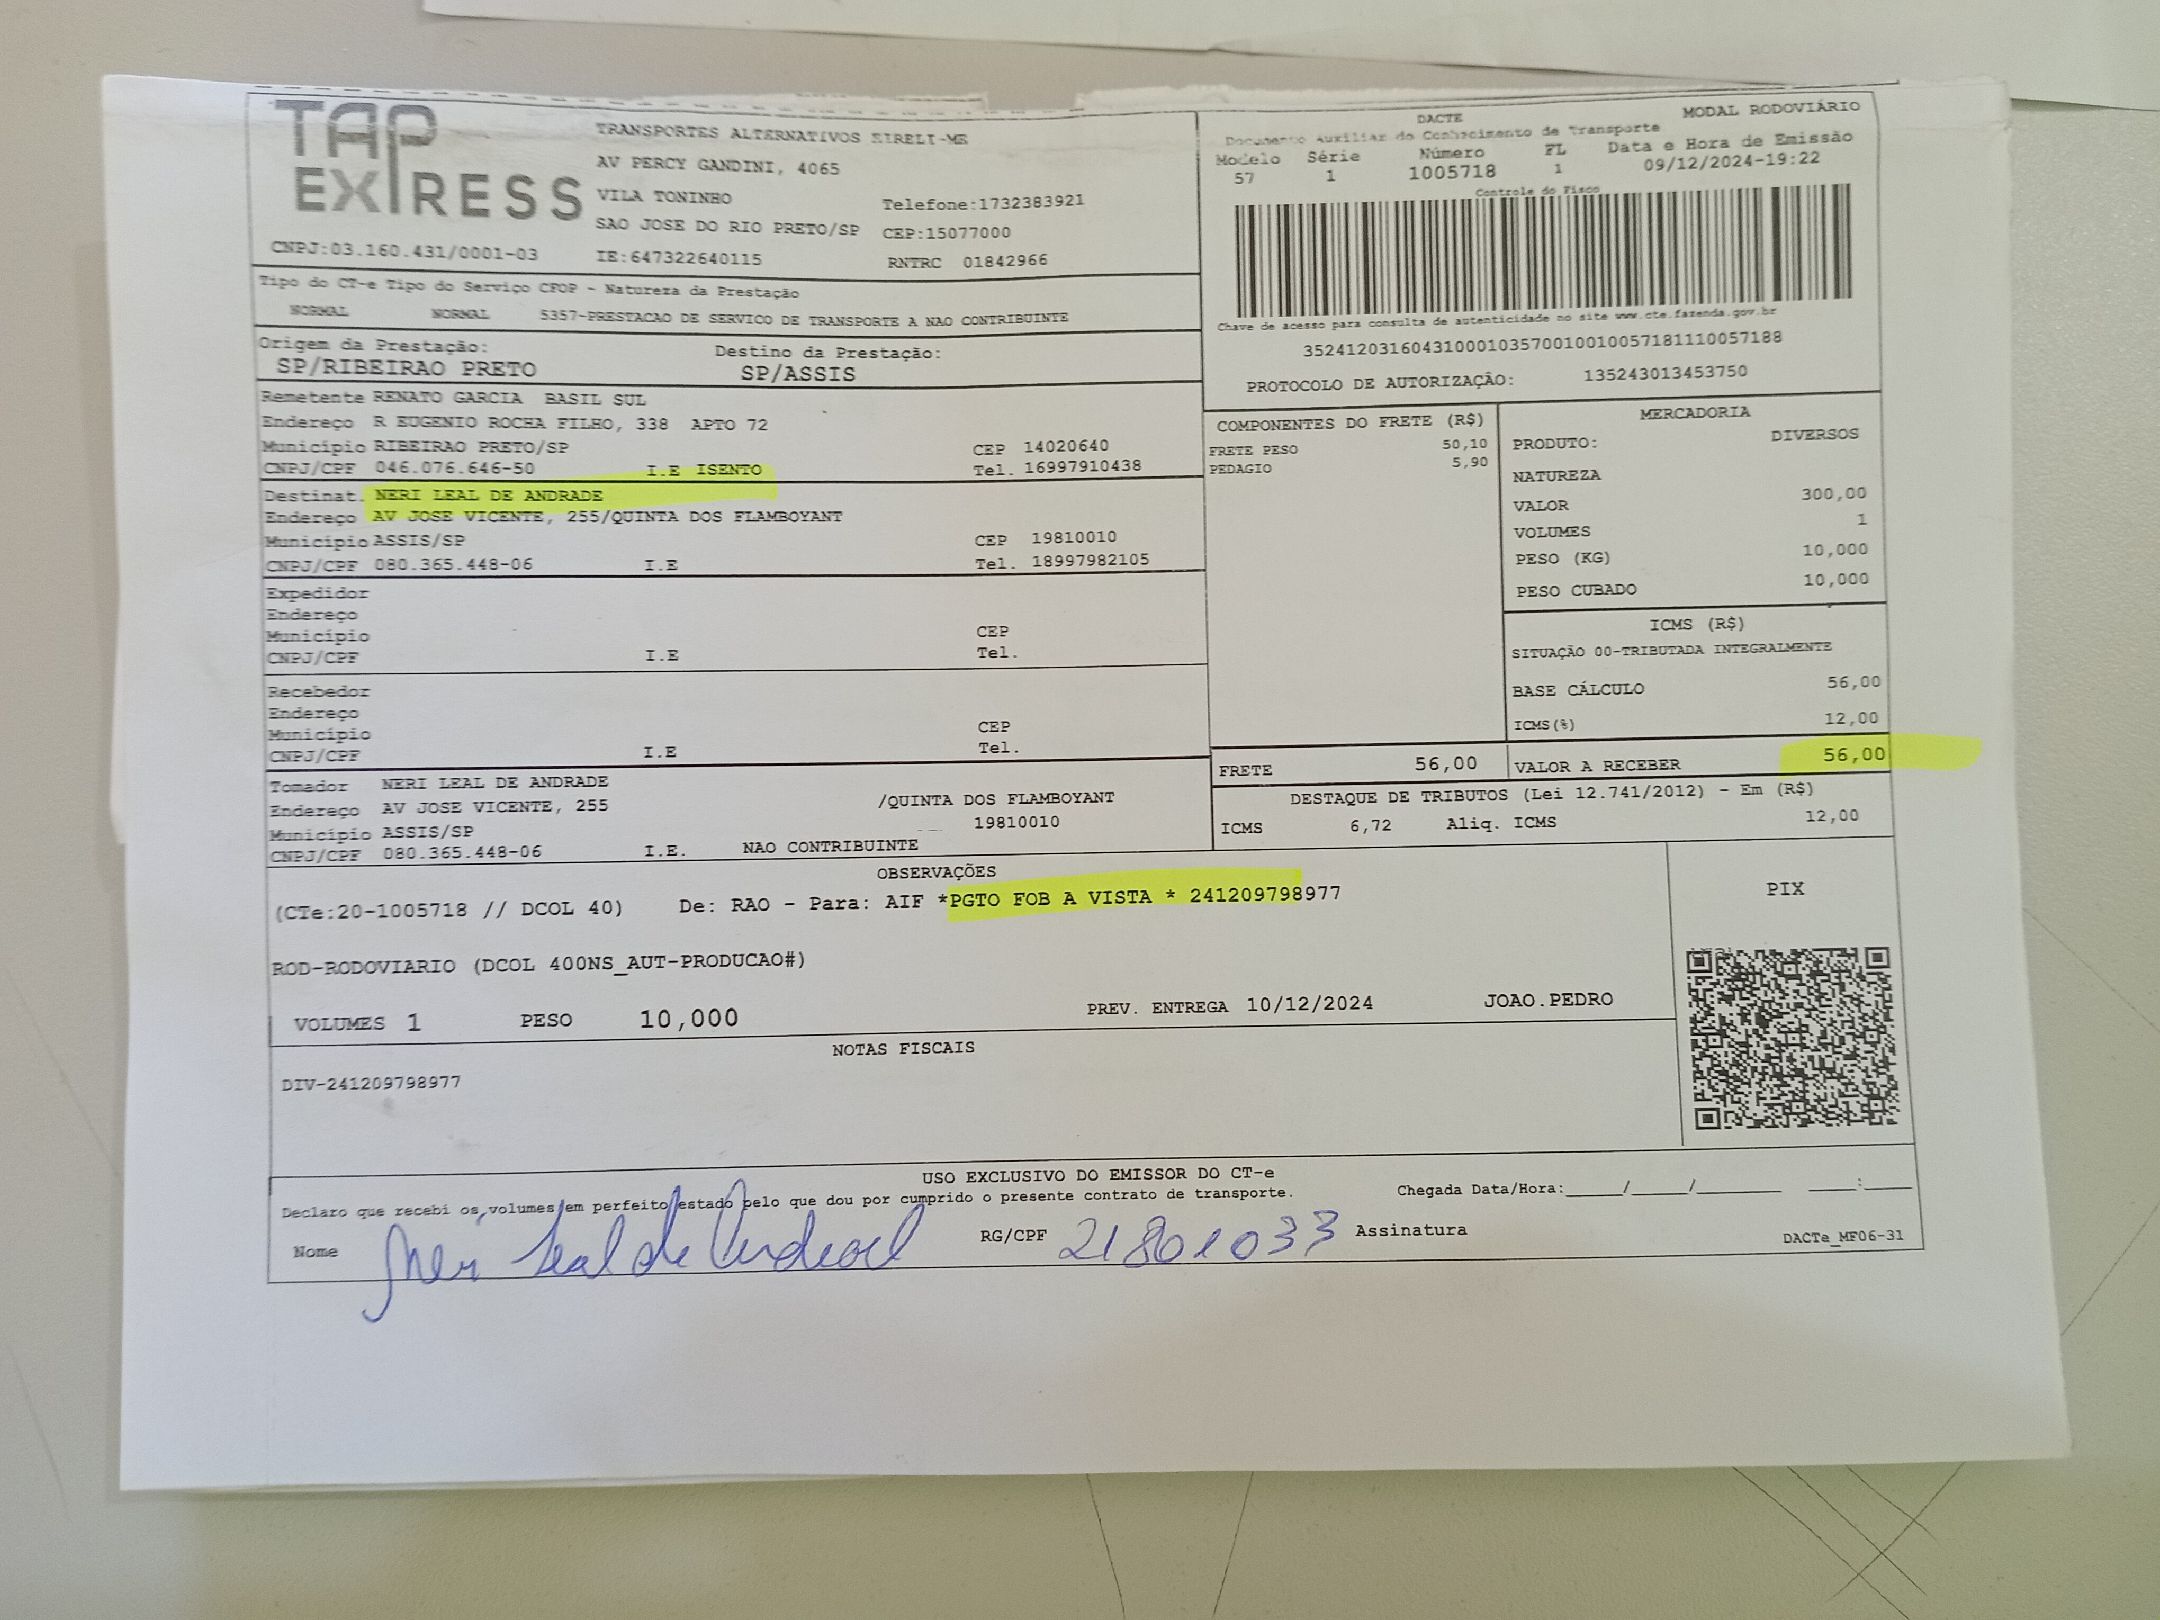 TAP
EXPRESS
TRANSPORTES ALTERNATIVOS EIRELI-ME
AV PERCY GANDINI, 4065
VILA TONINHO Telefone:1732383921
SAO JOSE DO RIO PRETO/SP CEP:15077000
CNPJ:03.160.431/0001-03 IE:647322640115 RNTRC 01842966
DACTE MODAL RODOVIÁRIO
Documento Auxiliar do Conhecimento de Transporte
Modelo Série Número FL Data e Hora de Emissão
57 1 1005718 1 09/12/2024-19:22
Controle do Fisco
Chave de acesso para consulta de autenticidade no site www.cte.fazenda.gov.br
35241203160431000103570010010057181110057188
PROTOCOLO DE AUTORIZAÇÃO: 135243013453750
Tipo do CT-e Tipo do Serviço CFOP - Natureza da Prestação
NORMAL NORMAL 5357-PRESTACAO DE SERVICO DE TRANSPORTE A NAO CONTRIBUINTE
Origem da Prestação: Destino da Prestação:
SP/RIBEIRAO PRETO SP/ASSIS
Remetente RENATO GARCIA BASIL SUL
Endereço R EUGENIO ROCHA FILHO, 338 APTO 72
Município RIBEIRAO PRETO/SP CEP 14020640
CNPJ/CPF 046.076.646-50 I.E ISENTO Tel. 16997910438
Destinat. NERI LEAL DE ANDRADE
Endereço AV JOSE VICENTE, 255/QUINTA DOS FLAMBOYANT
Município ASSIS/SP CEP 19810010
CNPJ/CPF 080.365.448-06 I.E Tel. 18997982105
Expedidor
Endereço
Município CEP
CNPJ/CPF I.E Tel.
Recebedor
Endereço
Município CEP
CNPJ/CPF I.E Tel.
Tomador NERI LEAL DE ANDRADE
Endereço AV JOSE VICENTE, 255 /QUINTA DOS FLAMBOYANT
Município ASSIS/SP 19810010
CNPJ/CPF 080.365.448-06 I.E. NAO CONTRIBUINTE
COMPONENTES DO FRETE (R$)
FRETE PESO 50,10
PEDAGIO 5,90
MERCADORIA
PRODUTO: DIVERSOS
NATUREZA
VALOR 300,00
VOLUMES 1
PESO (KG) 10,000
PESO CUBADO 10,000
ICMS (R$)
SITUAÇÃO 00-TRIBUTADA INTEGRALMENTE
BASE CÁLCULO 56,00
ICMS(%) 12,00
FRETE 56,00 VALOR A RECEBER 56,00
DESTAQUE DE TRIBUTOS (Lei 12.741/2012) - Em (R$)
ICMS 6,72 Aliq. ICMS 12,00
OBSERVAÇÕES
(CTe:20-1005718 // DCOL 40) De: RAO - Para: AIF *PGTO FOB A VISTA * 241209798977
ROD-RODOVIARIO (DCOL 400NS_AUT-PRODUCAO#)
VOLUMES 1 PESO 10,000 PREV. ENTREGA 10/12/2024 JOAO.PEDRO
PIX
NOTAS FISCAIS
DIV-241209798977
USO EXCLUSIVO DO EMISSOR DO CT-e
Declaro que recebi os volumes em perfeito estado pelo que dou por cumprido o presente contrato de transporte. Chegada Data/Hora:_____/_____/________ ____:____
Nome Neri Leal de Andrade RG/CPF 21801033 Assinatura DACTe_MF06-31